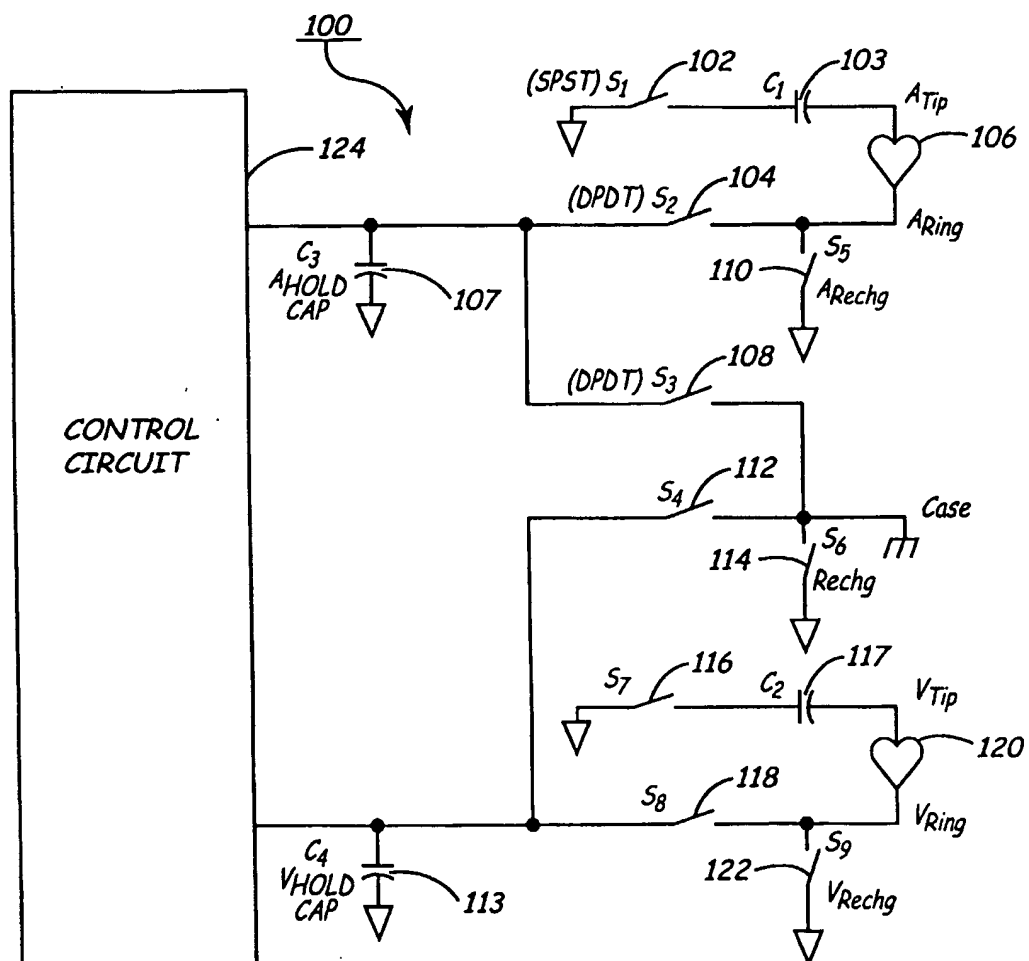 100
(SPST) S1
102
C1
103
ATip
106
124
(DPDT) S2
104
ARing
C3
AHOLD
CAP
107
110
S5
ARechg
(DPDT) S3
108
CONTROL
CIRCUIT
S4
112
Case
114
S6
Rechg
S7
116
C2
117
VTip
120
S8
118
VRing
C4
VHOLD
CAP
113
122
S9
VRechg